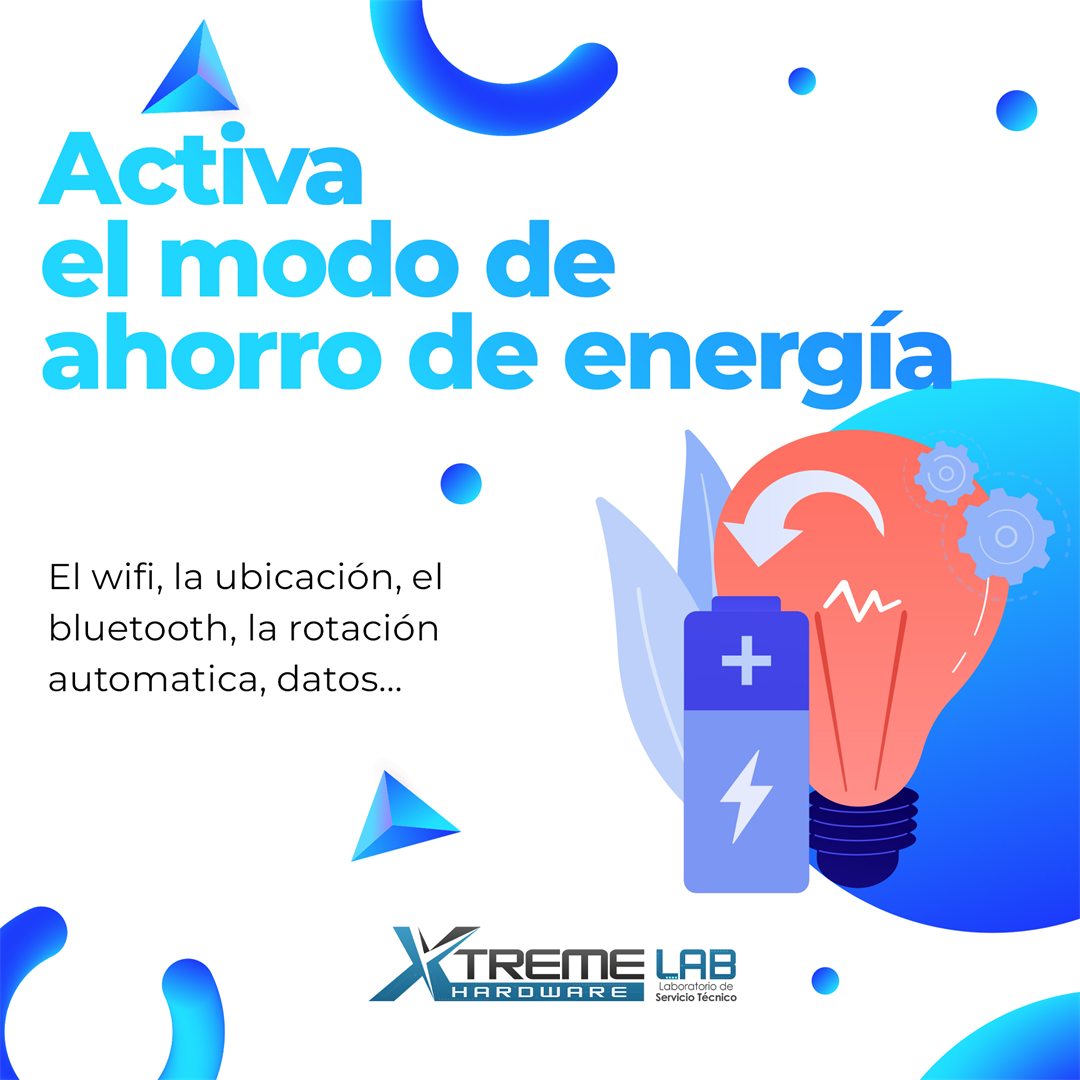 Activa
el modo de
ahorro de energía
El wifi, la ubicación, el
bluetooth, la rotación
automatica, datos...
XTREME LAB
HARDWARE
Laboratorio de
Servicio Técnico